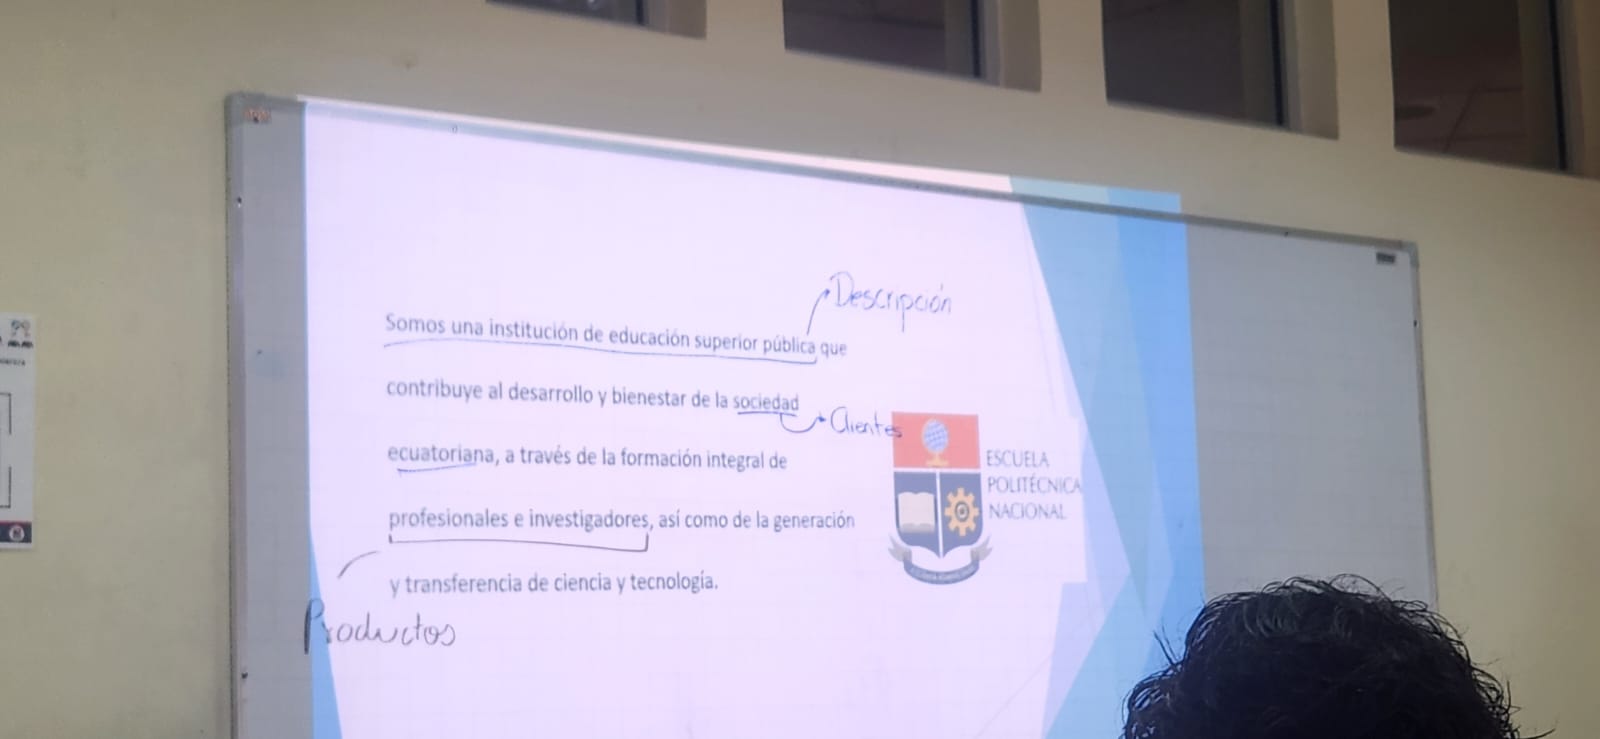 Descripción
Somos una institución de educación superior pública que
contribuye al desarrollo y bienestar de la sociedad
Clientes
ecuatoriana, a través de la formación integral de
profesionales e investigadores, así como de la generación
y transferencia de ciencia y tecnología.
Productos
ESCUELA
POLITÉCNICA
NACIONAL